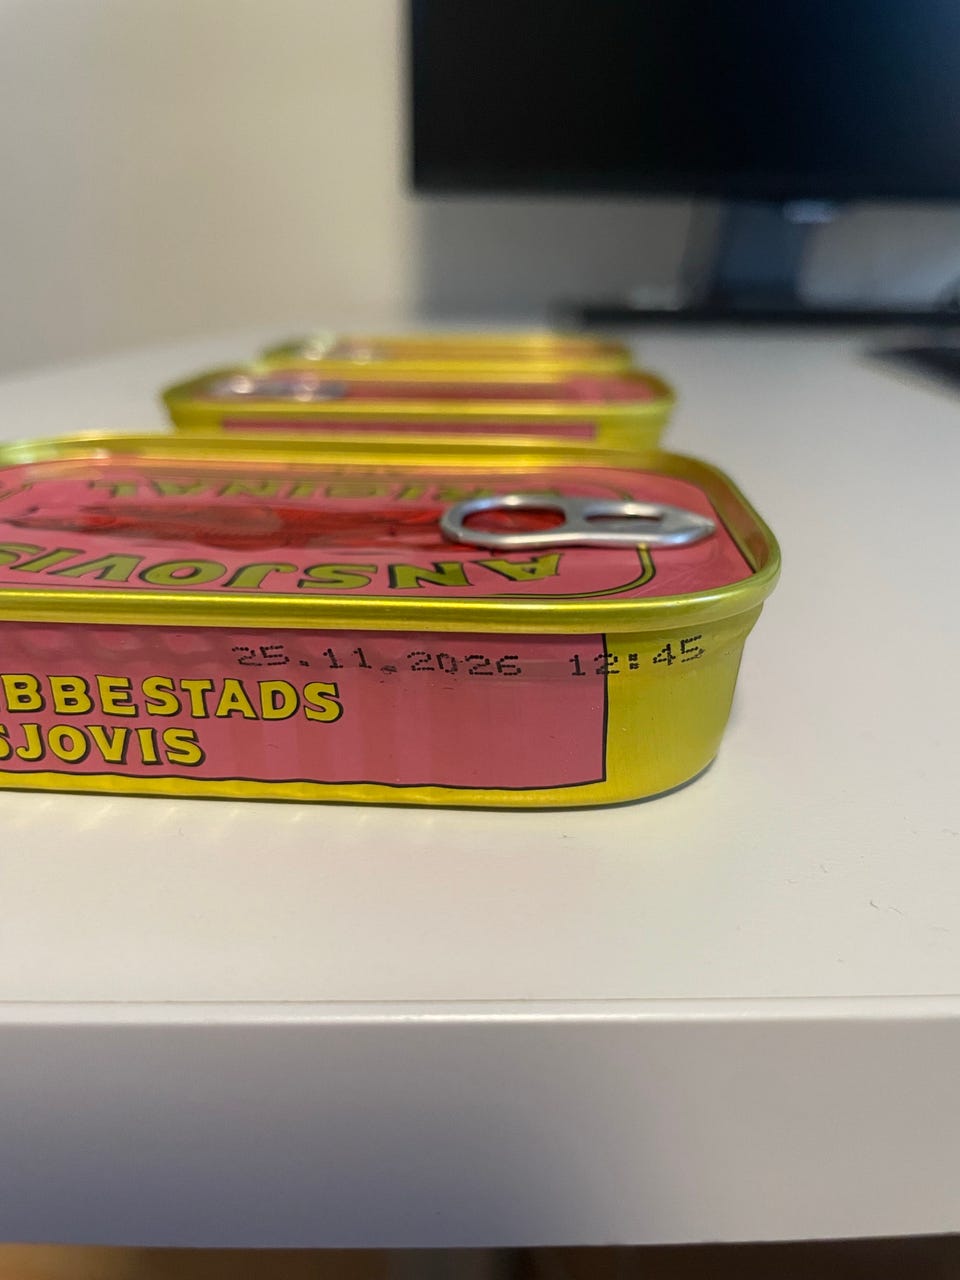 ORIGINAL
ANSJOVIS
25.11.2026 12:45
BBESTADS
SJOVIS